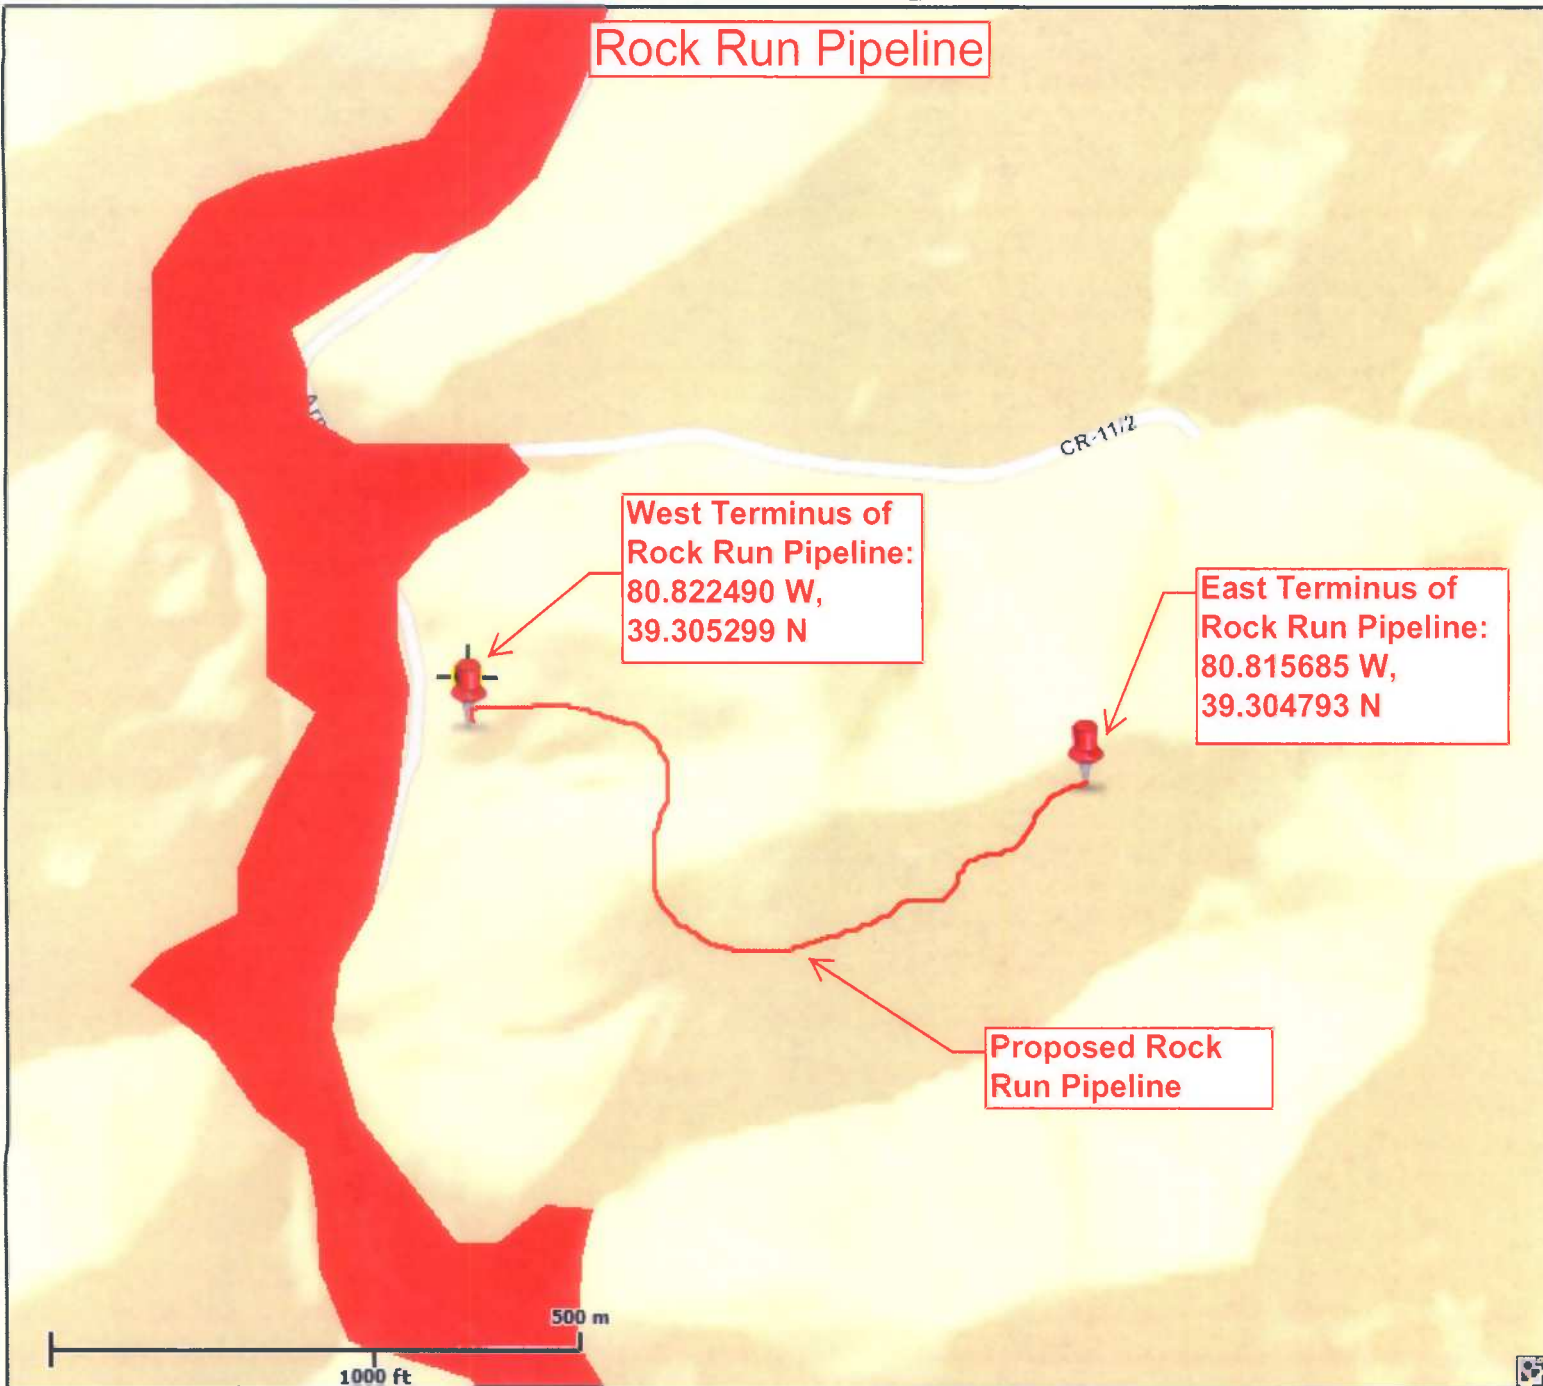 Rock Run Pipeline
CR-11/2
West Terminus of
Rock Run Pipeline:
80.822490 W,
39.305299 N
East Terminus of
Rock Run Pipeline:
80.815685 W,
39.304793 N
Proposed Rock
Run Pipeline
500 m
1000 ft